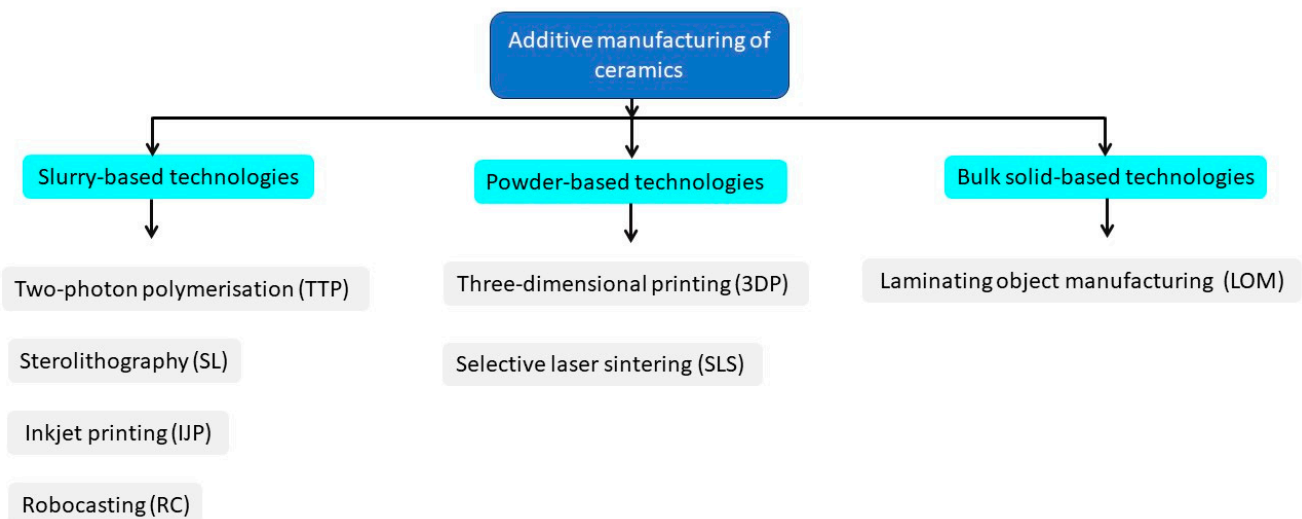 Additive manufacturing of
ceramics
Slurry-based technologies
Powder-based technologies
Bulk solid-based technologies
Two-photon polymerisation (TTP)
Three-dimensional printing (3DP)
Laminating object manufacturing (LOM)
Sterolithography (SL)
Selective laser sintering (SLS)
Inkjet printing (IJP)
Robocasting (RC)